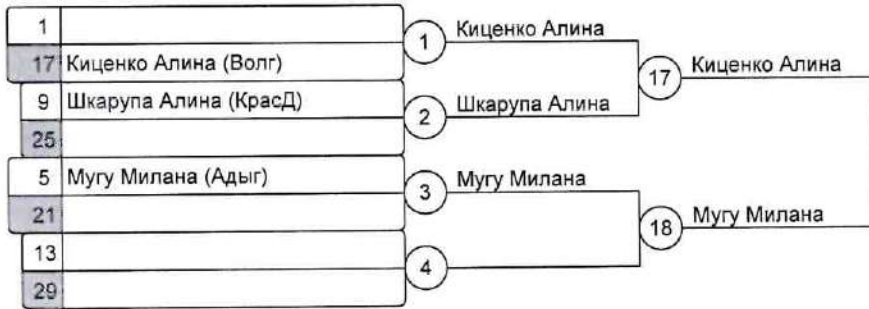 1
17 Киценко Алина (Волг)
9 Шкарупа Алина (КрасД)
25
5 Мугу Милана (Адыг)
21
13
29
1 Киценко Алина
2 Шкарупа Алина
3 Мугу Милана
4
17 Киценко Алина
18 Мугу Милана